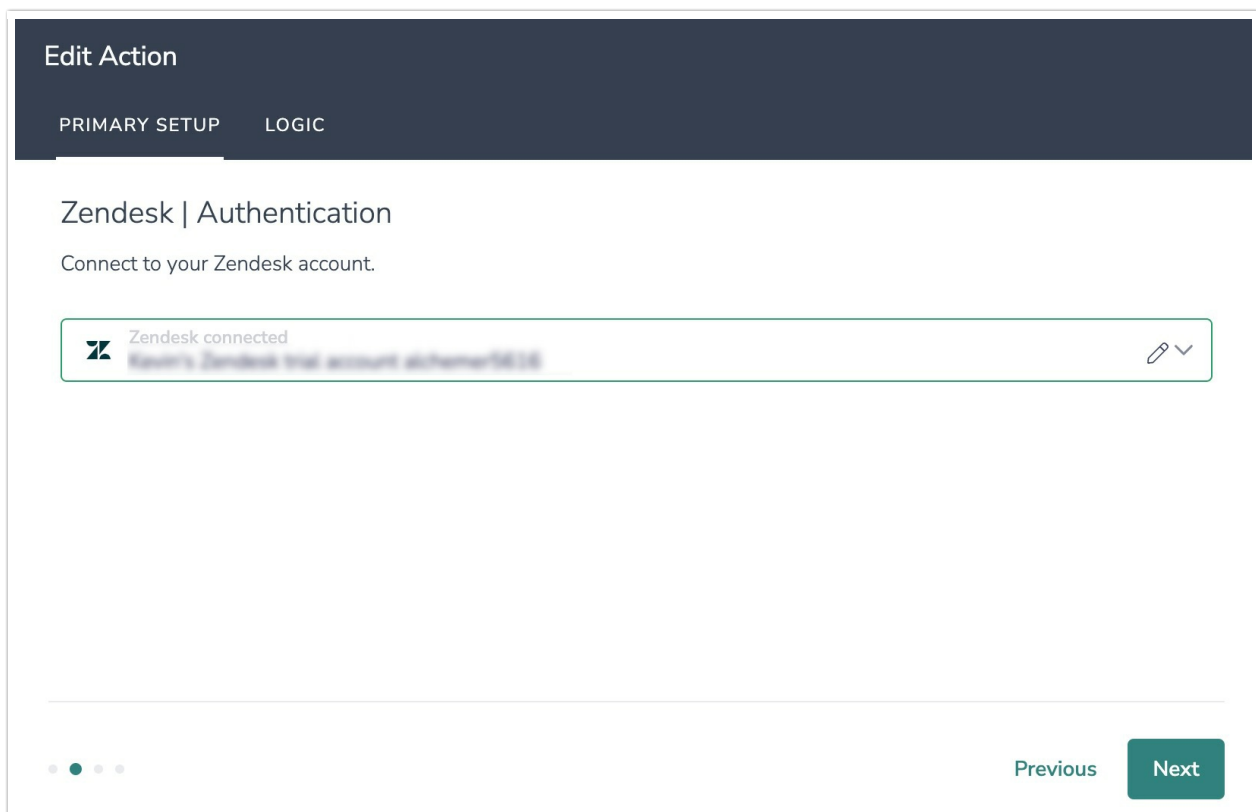 Edit Action
PRIMARY SETUP LOGIC
Zendesk | Authentication
Connect to your Zendesk account.
Zendesk connected
Previous Next